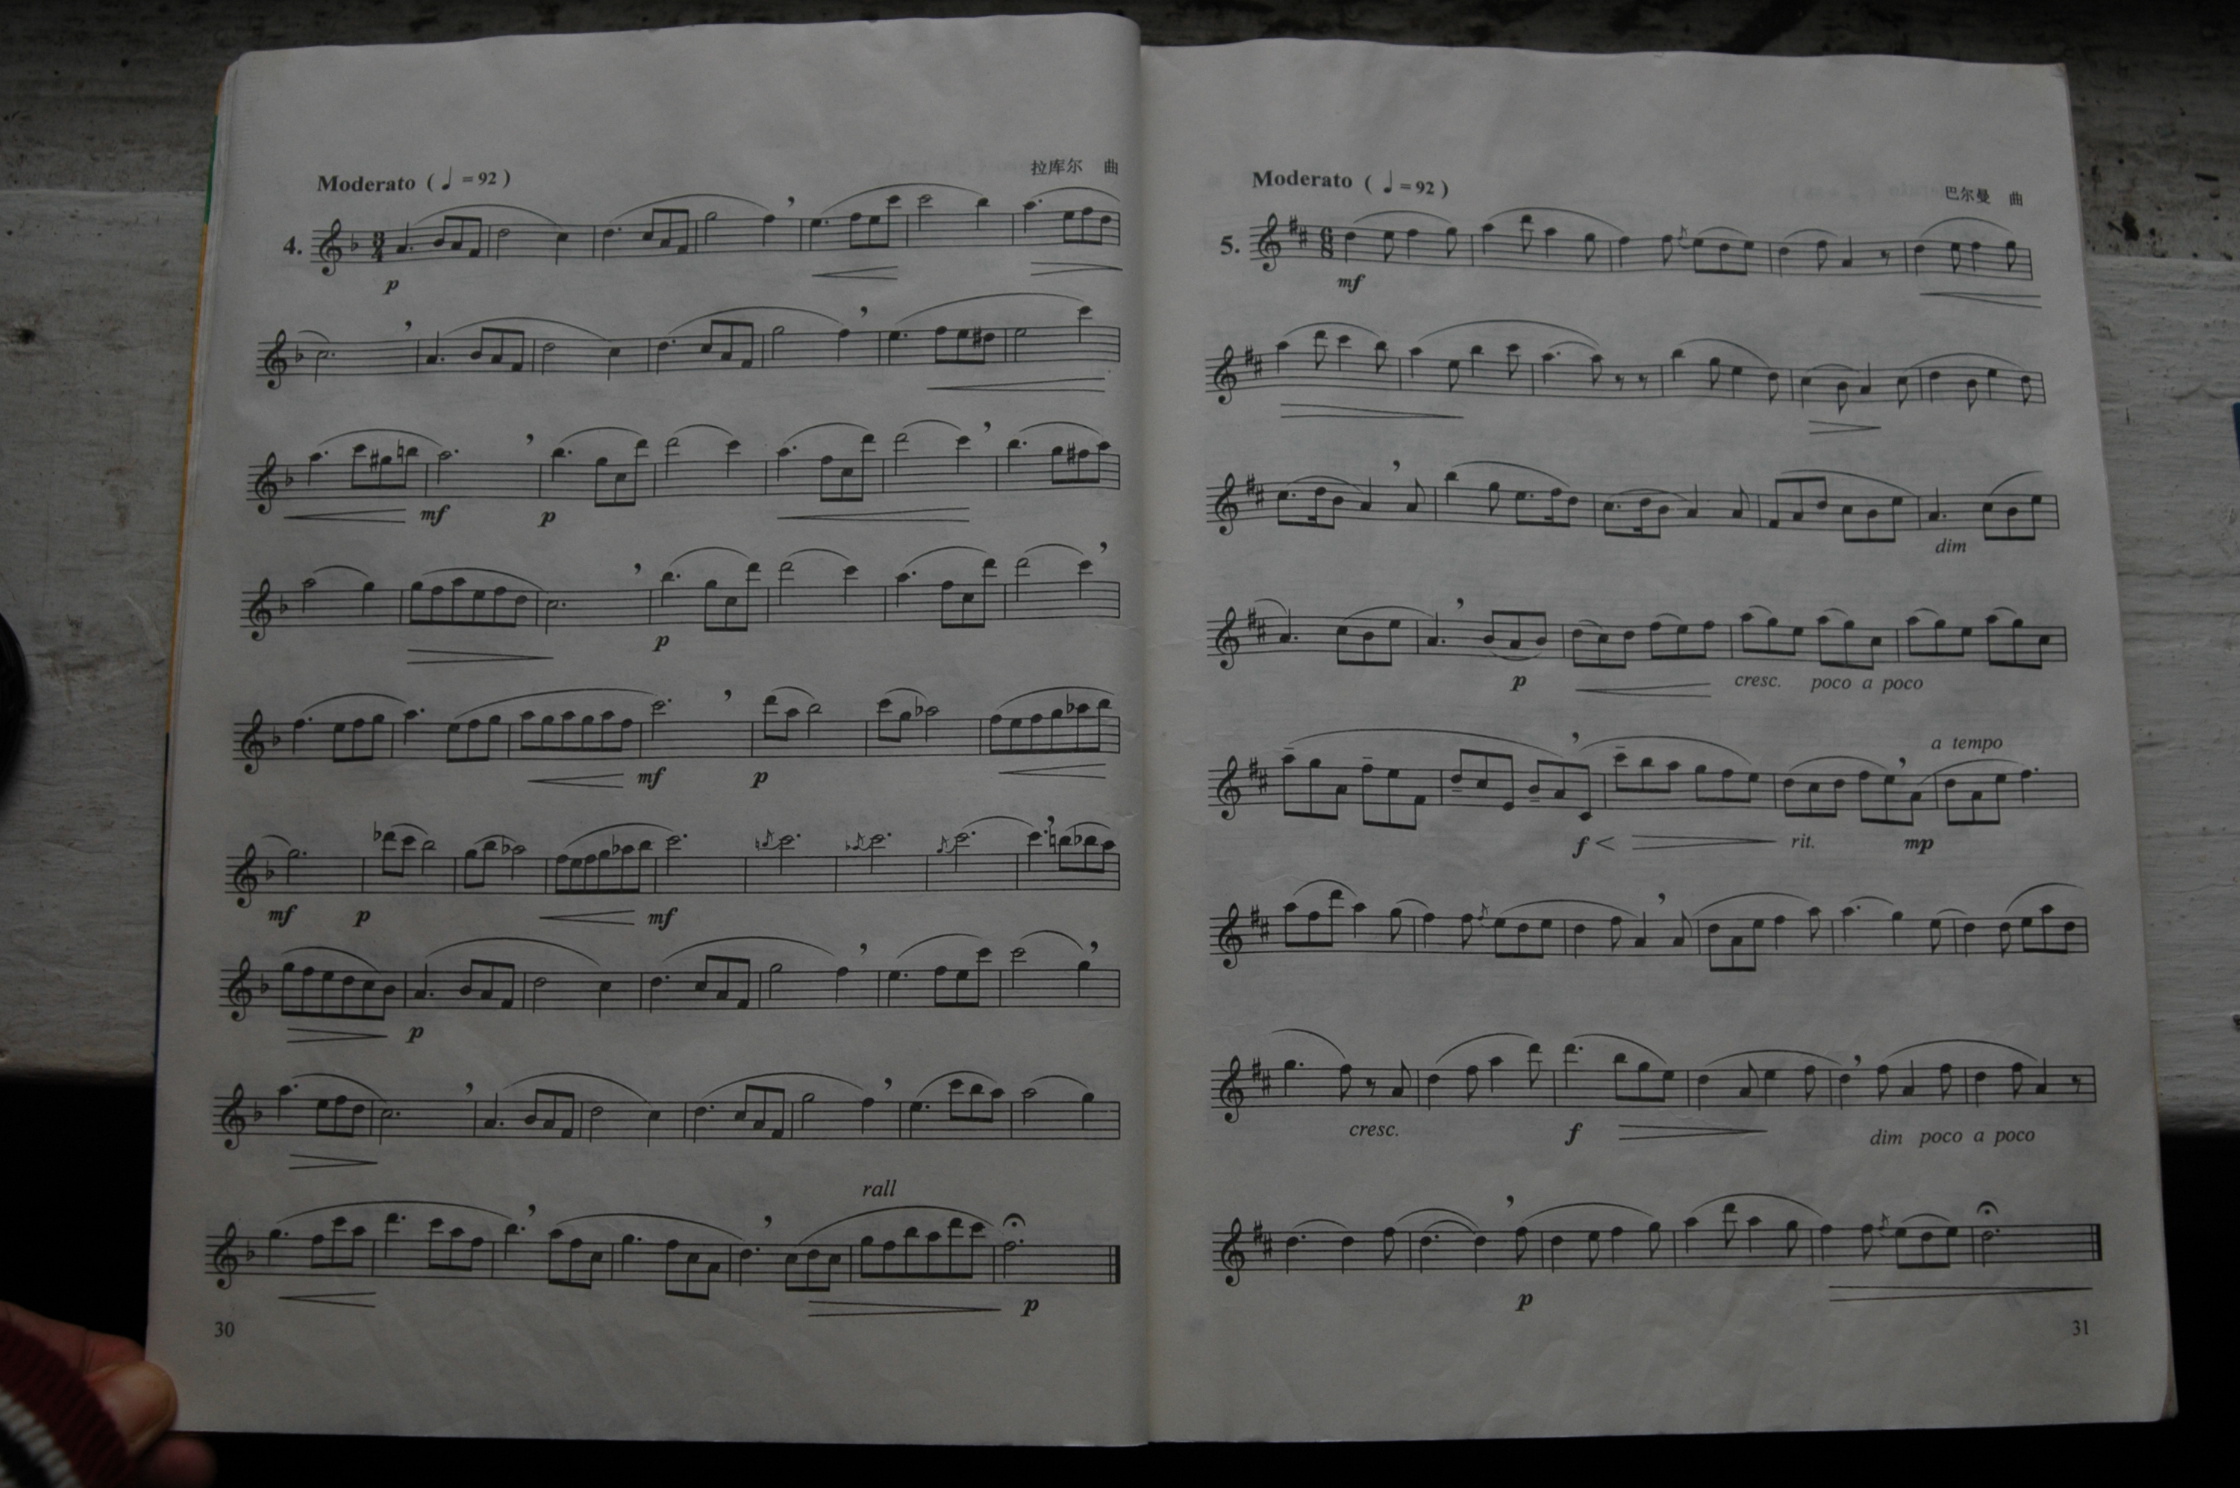 Moderato ( ♩ = 92 )
拉库尔 曲
4.
p
mf p
p
mf p
mf p mf
p
rall
p
30
Moderato ( ♩ = 92 )
巴尔曼 曲
5.
mf
dim
p cresc. poco a poco
a tempo
f rit. mp
cresc. f dim poco a poco
p
31